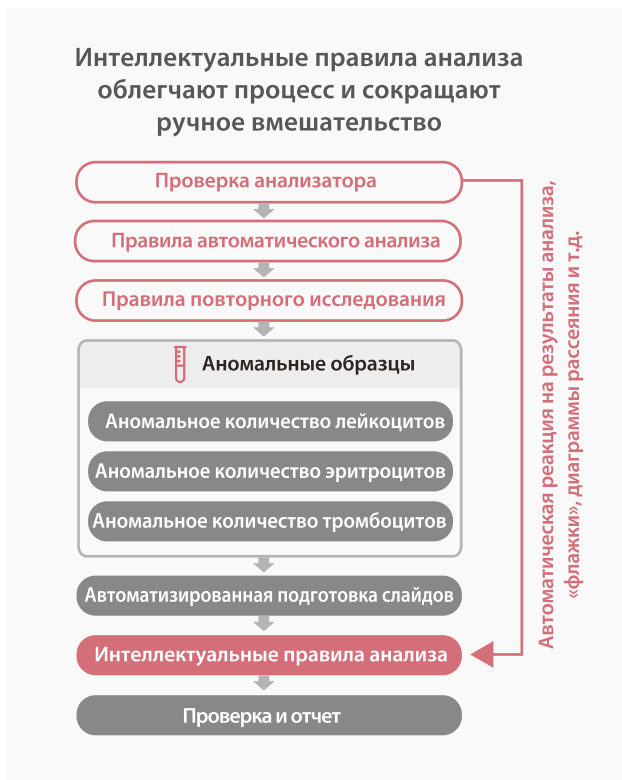 Интеллектуальные правила анализа
облегчают процесс и сокращают
ручное вмешательство
Проверка анализатора
Правила автоматического анализа
Правила повторного исследования
Аномальные образцы
Аномальное количество лейкоцитов
Аномальное количество эритроцитов
Аномальное количество тромбоцитов
Автоматизированная подготовка слайдов
Интеллектуальные правила анализа
Проверка и отчет
Автоматическая реакция на результаты анализа,
«флажки», диаграммы рассеяния и т.д.